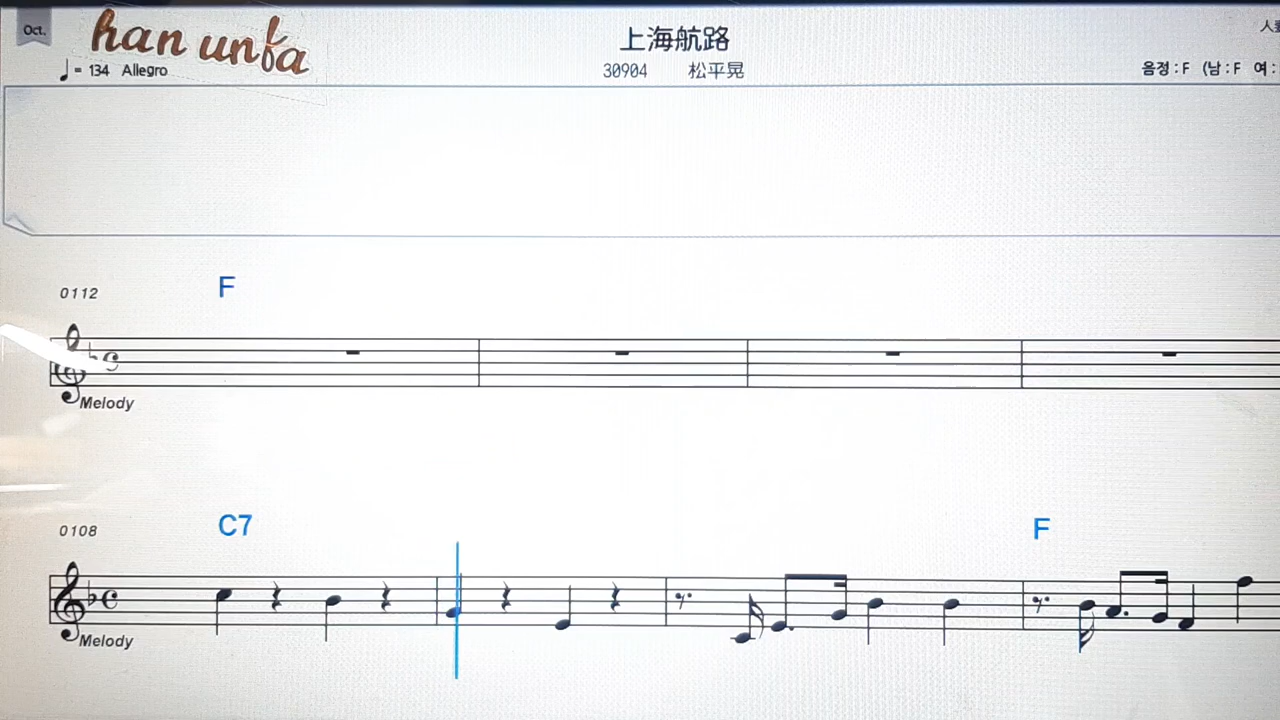 Oct.
han unfa
上海航路
♩= 134 Allegro
30904 松平晃
음정 : F (남 : F 여 :
0112
F
Melody
0108
C7
F
Melody